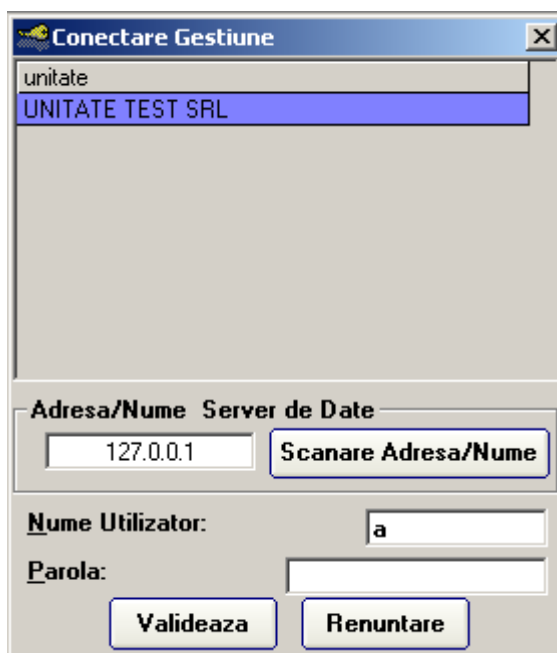 Conectare Gestiune
unitate
UNITATE TEST SRL
Adresa/Nume Server de Date
127.0.0.1 Scanare Adresa/Nume
Nume Utilizator: a
Parola:
Valideaza Renuntare